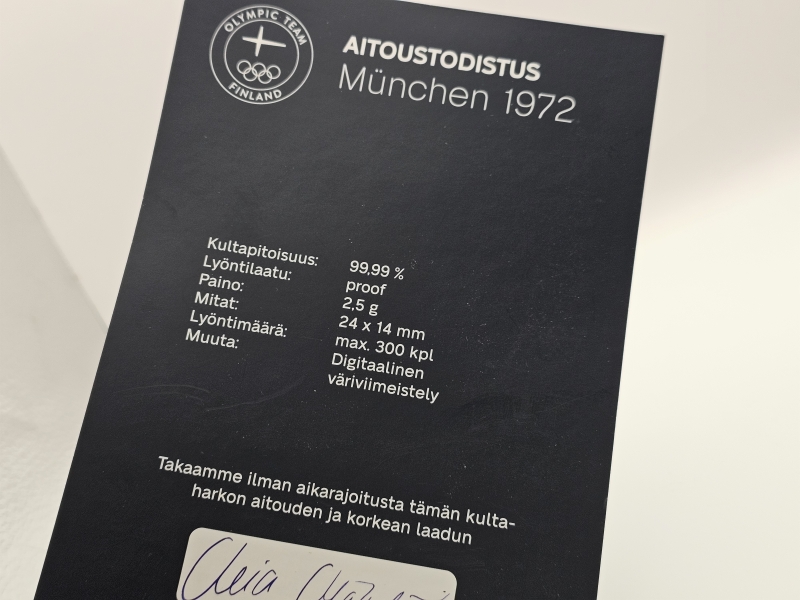 OLYMPIC TEAM
FINLAND
AITOUSTODISTUS
München 1972
Kultapitoisuus: 99,99 %
Lyöntilaatu: proof
Paino: 2,5 g
Mitat: 24 x 14 mm
Lyöntimäärä: max. 300 kpl
Muuta: Digitaalinen
väriviimeistely
Takaamme ilman aikarajoitusta tämän kulta-
harkon aitouden ja korkean laadun